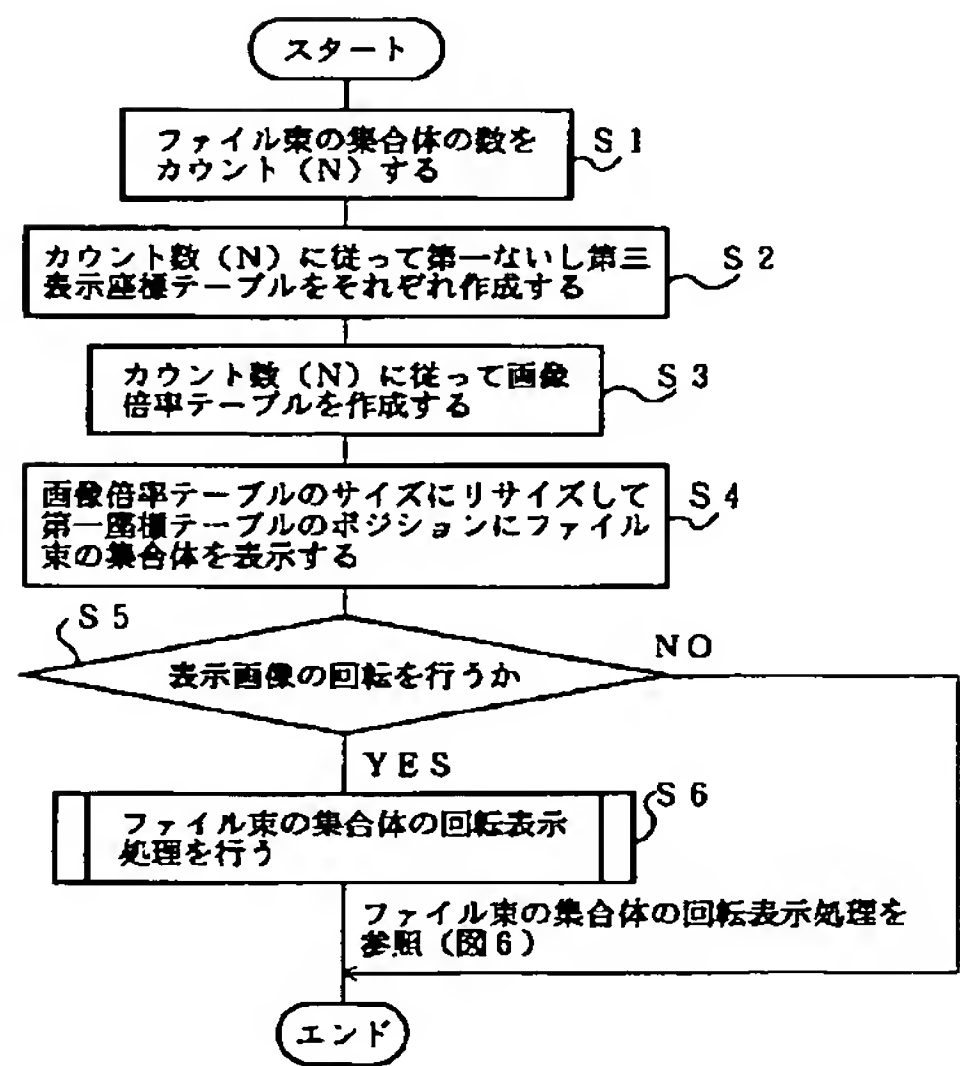 スタート
ファイル束の集合体の数を
カウント(N)する
S1
カウント数(N)に従って第一ないし第三
表示座標テーブルをそれぞれ作成する
S2
カウント数(N)に従って画像
倍率テーブルを作成する
S3
画像倍率テーブルのサイズにリサイズして
第一座標テーブルのポジションにファイル
束の集合体を表示する
S4
S5
表示画像の回転を行うか
NO
YES
ファイル束の集合体の回転表示
処理を行う
S6
ファイル束の集合体の回転表示処理を
参照(図6)
エンド